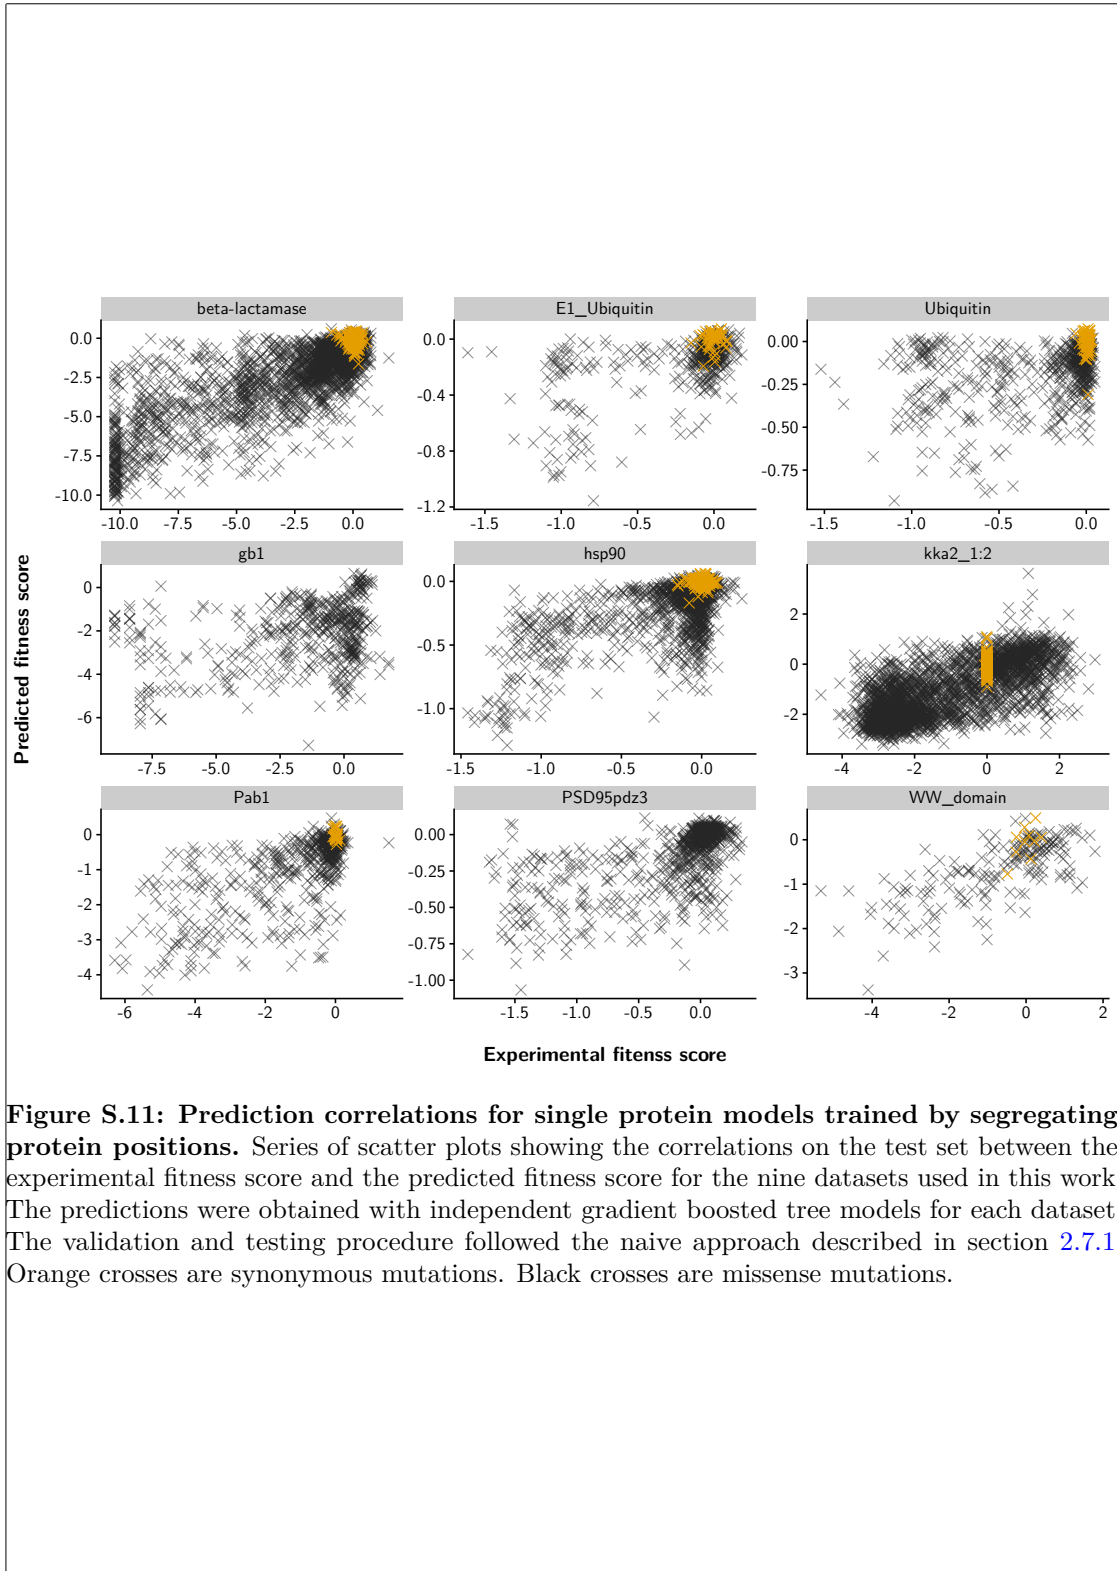 beta-lactamase
E1_Ubiquitin
Ubiquitin
0.0
-2.5
-5.0
-7.5
-10.0
-10.0 -7.5 -5.0 -2.5 0.0
0.0
-0.4
-0.8
-1.2
-1.5 -1.0 -0.5 0.0
0.00
-0.25
-0.50
-0.75
-1.5 -1.0 -0.5 0.0
gb1
hsp90
kka2_1:2
0
-2
-4
-6
-7.5 -5.0 -2.5 0.0
0.0
-0.5
-1.0
-1.5 -1.0 -0.5 0.0
2
0
-2
-4 -2 0 2
Pab1
PSD95pdz3
WW_domain
0
-1
-2
-3
-4
-6 -4 -2 0
0.00
-0.25
-0.50
-0.75
-1.00
-1.5 -1.0 -0.5 0.0
0
-1
-2
-3
-4 -2 0 2
Predicted fitness score
Experimental fitenss score
Figure S.11: Prediction correlations for single protein models trained by segregating
protein positions. Series of scatter plots showing the correlations on the test set between the
experimental fitness score and the predicted fitness score for the nine datasets used in this work
The predictions were obtained with independent gradient boosted tree models for each dataset
The validation and testing procedure followed the naive approach described in section 2.7.1
Orange crosses are synonymous mutations. Black crosses are missense mutations.